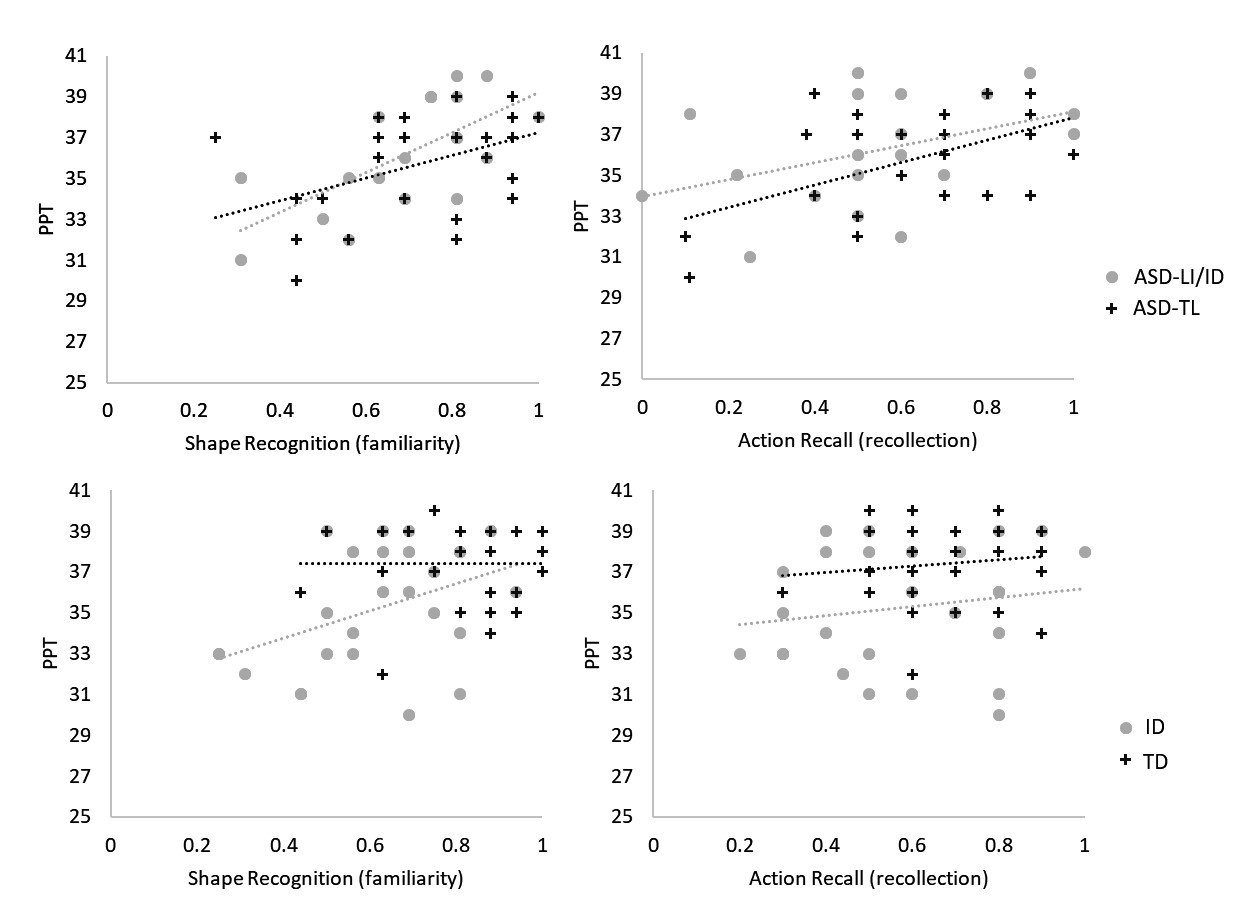 41
39
37
35
33
31
29
27
25
PPT
0 0.2 0.4 0.6 0.8 1
Shape Recognition (familiarity)
41
39
37
35
33
31
29
27
25
PPT
0 0.2 0.4 0.6 0.8 1
Action Recall (recollection)
ASD-LI/ID
ASD-TL
41
39
37
35
33
31
29
27
25
PPT
0 0.2 0.4 0.6 0.8 1
Shape Recognition (familiarity)
41
39
37
35
33
31
29
27
25
PPT
0 0.2 0.4 0.6 0.8 1
Action Recall (recollection)
ID
TD